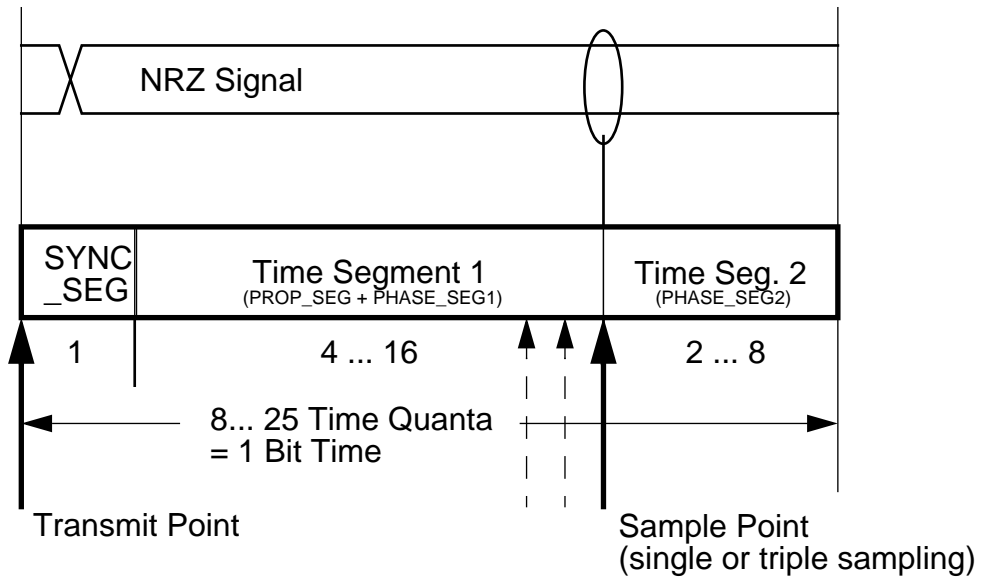 NRZ Signal
SYNC
_SEG
Time Segment 1
(PROP_SEG + PHASE_SEG1)
Time Seg. 2
(PHASE_SEG2)
1
4 ... 16
2 ... 8
8... 25 Time Quanta
= 1 Bit Time
Transmit Point
Sample Point
(single or triple sampling)